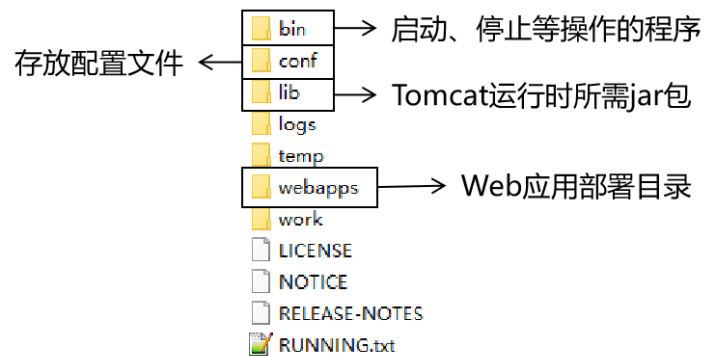 bin
启动、停止等操作的程序
存放配置文件
conf
lib
Tomcat运行时所需jar包
logs
temp
webapps
Web应用部署目录
work
LICENSE
NOTICE
RELEASE-NOTES
RUNNING.txt